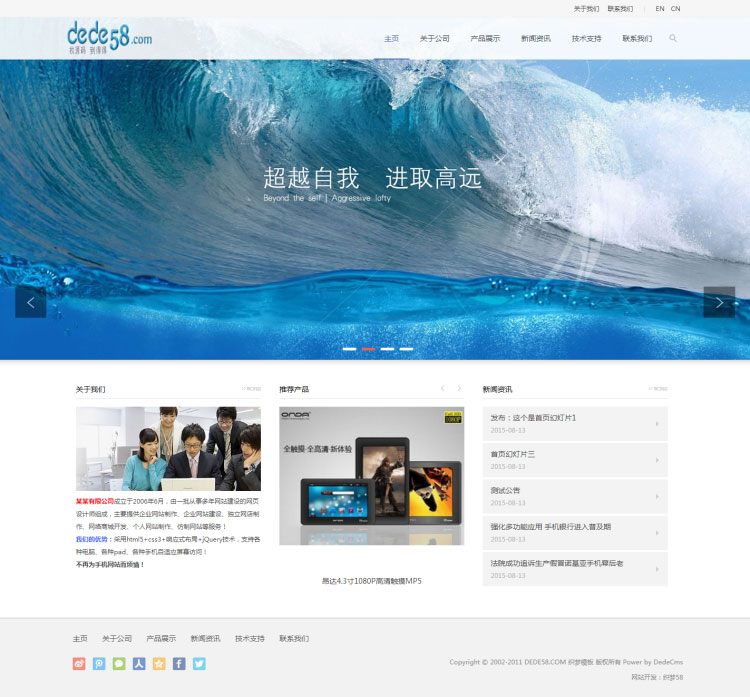 关于我们 联系我们 | EN CN
dede58.com
找源码 到织梦
主页 关于公司 产品展示 新闻资讯 技术支持 联系我们
超越自我 进取高远
Beyond the self | Aggressive lofty
关于我们
>> MORE
推荐产品
新闻资讯
>> MORE
某某有限公司成立于2006年6月,由一批从事多年网站建设的网页
设计师组成,主要提供企业网站制作、企业网站建设、独立网店制
作、网络商城开发、个人网站制作、仿制网站等服务!
我们的优势:采用html5+css3+响应式布局+jQuery技术,支持各
种电脑、各种pad、各种手机自适应屏幕访问!
不再为手机网站而烦恼!
ONDA
1080P
全触摸·全高清·新体验
昂达4.3寸1080P高清触摸MP5
发布:这个是首页幻灯片1
2015-08-13
首页幻灯片三
2015-08-13
测试公告
2015-08-13
强化多功能应用 手机银行进入普及期
2015-08-13
法院成功追诉生产假冒诺基亚手机幕后老
2015-08-13
主页 关于公司 产品展示 新闻资讯 技术支持 联系我们
Copyright © 2002-2011 DEDE58.COM 织梦模板 版权所有 Power by DedeCms
网站开发:织梦58